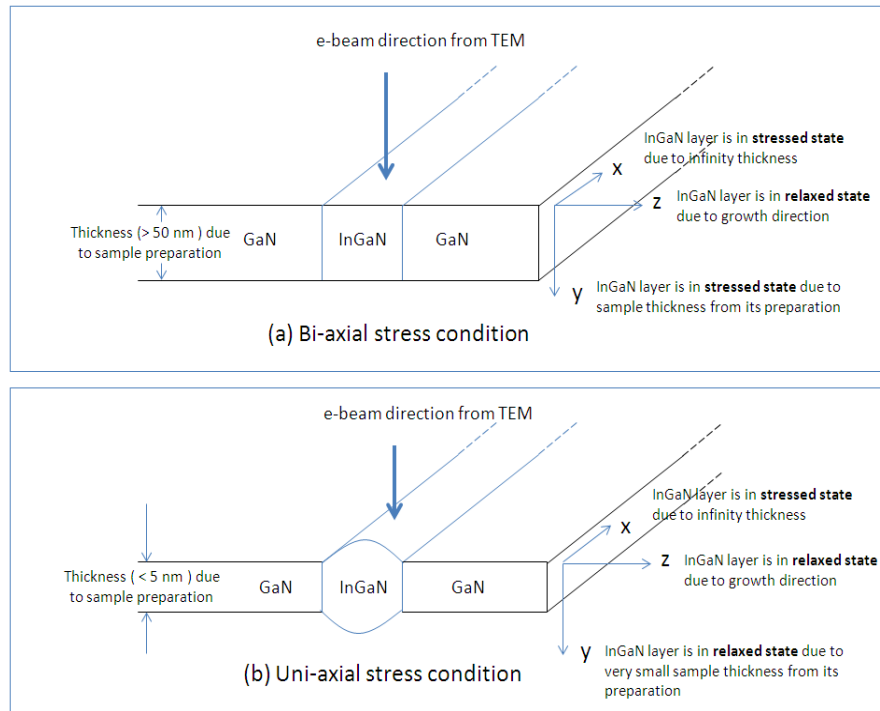 e-beam direction from TEM
InGaN layer is in stressed state
due to infinity thickness
x
z
InGaN layer is in relaxed state
due to growth direction
Thickness (> 50 nm ) due
to sample preparation
GaN
InGaN
GaN
y
InGaN layer is in stressed state due to
sample thickness from its preparation
(a) Bi-axial stress condition
e-beam direction from TEM
InGaN layer is in stressed state
due to infinity thickness
x
z
InGaN layer is in relaxed state
due to growth direction
Thickness ( < 5 nm ) due
to sample preparation
GaN
InGaN
GaN
y
InGaN layer is in relaxed state due to
very small sample thickness from its
preparation
(b) Uni-axial stress condition